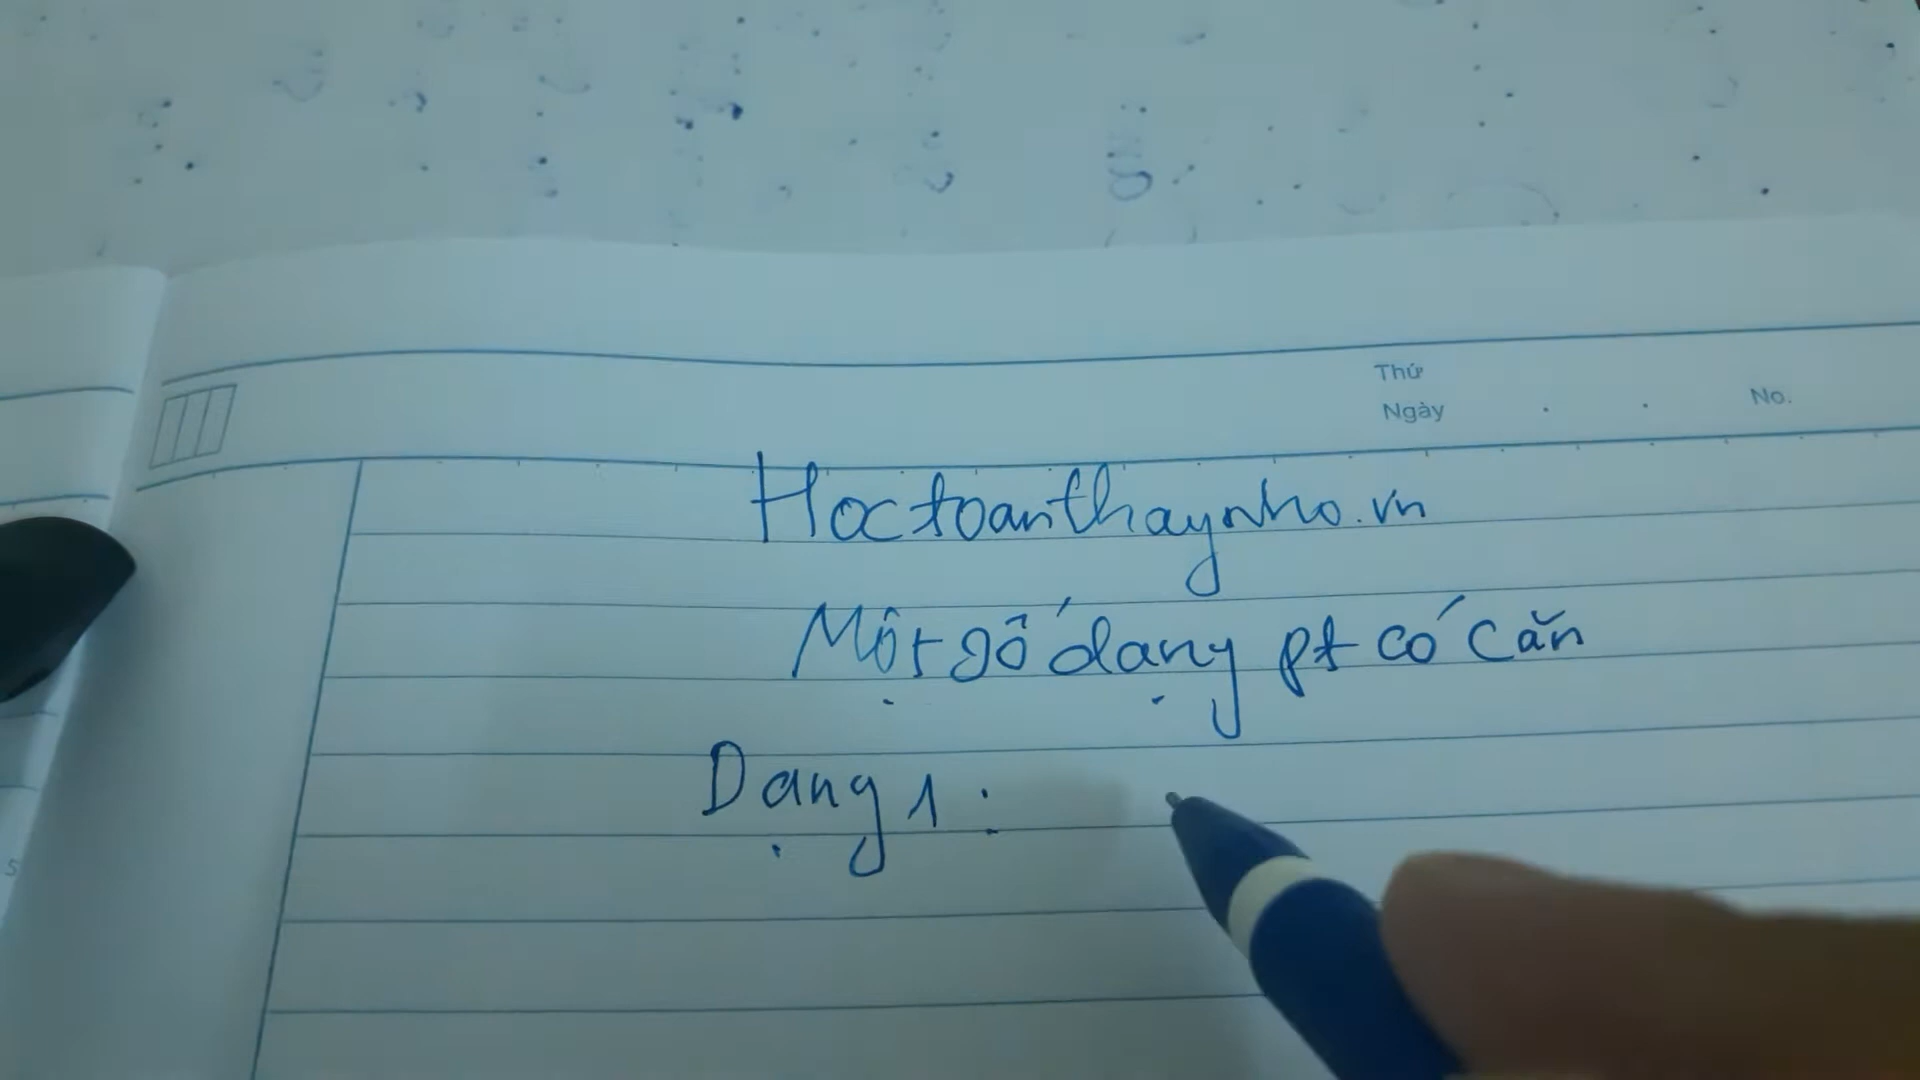 Thứ
Ngày . . No.
Hoctoanthaynho.vn
Một số dạng pt có căn
Dạng 1: